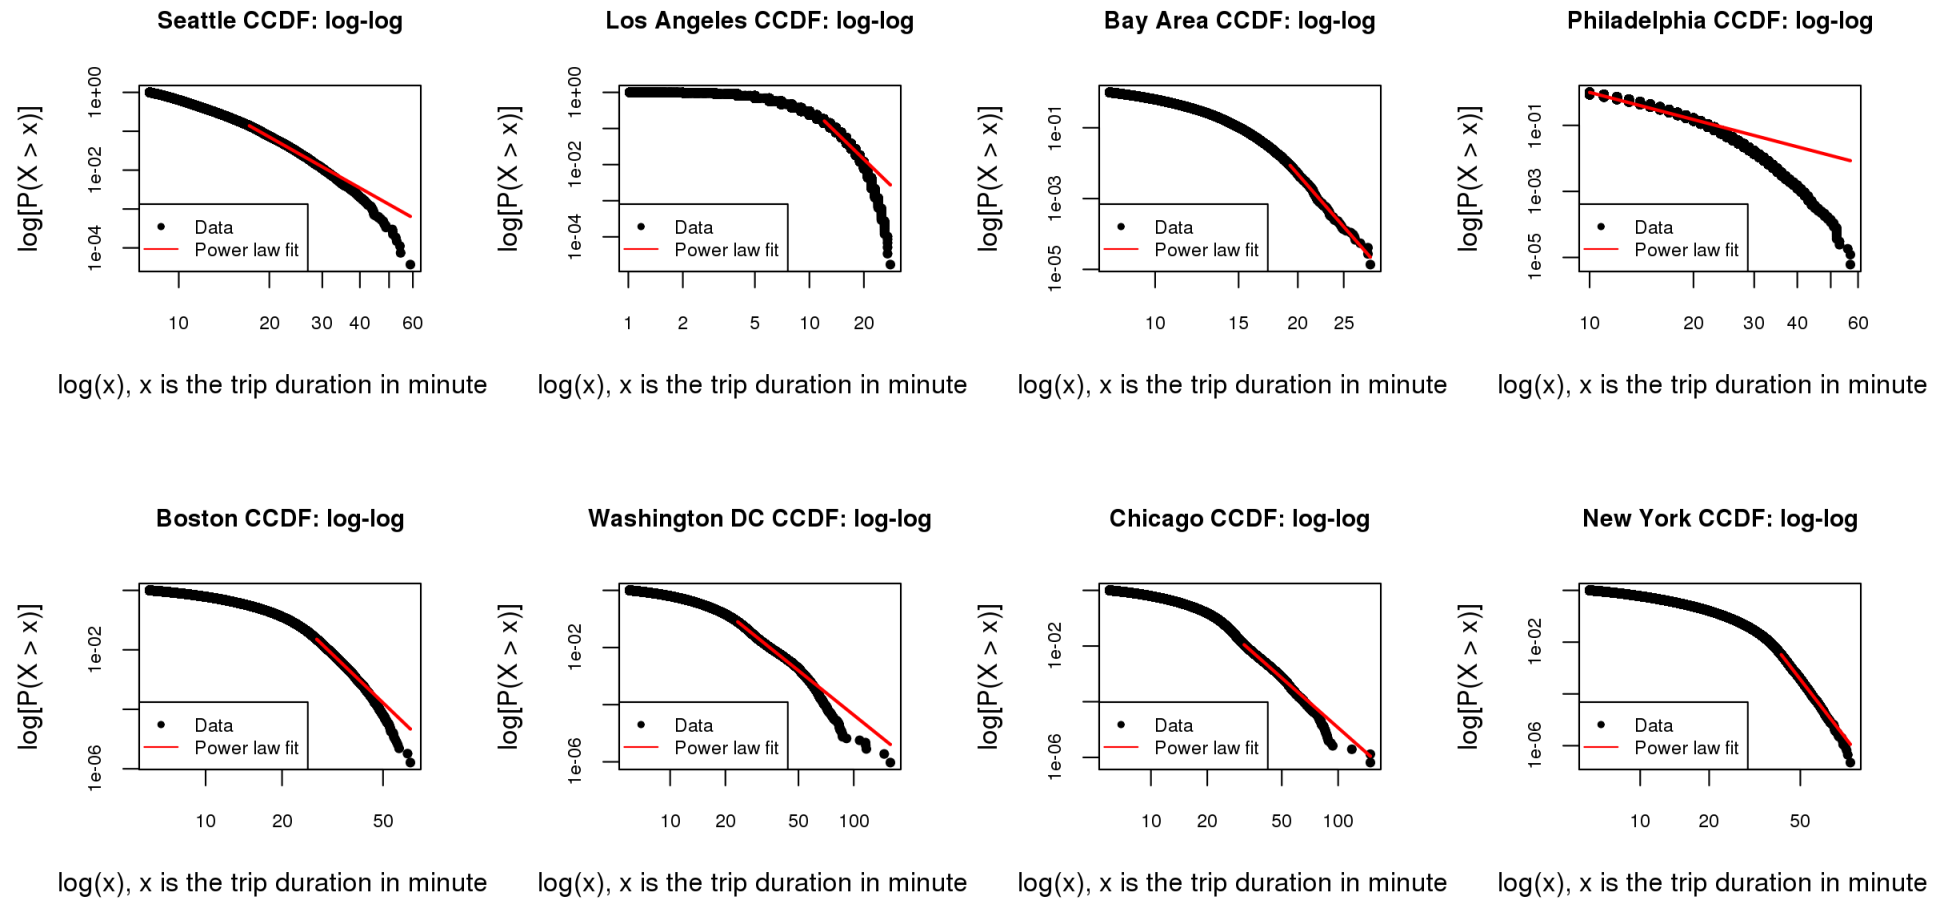 Seattle CCDF: log-log
log[P(X > x)]
1e+00
1e-02
1e-04
Data
Power law fit
10 20 30 40 60
log(x), x is the trip duration in minute
Los Angeles CCDF: log-log
log[P(X > x)]
1e+00
1e-02
1e-04
Data
Power law fit
1 2 5 10 20
log(x), x is the trip duration in minute
Bay Area CCDF: log-log
log[P(X > x)]
1e-01
1e-03
1e-05
Data
Power law fit
10 15 20 25
log(x), x is the trip duration in minute
Philadelphia CCDF: log-log
log[P(X > x)]
1e-01
1e-03
1e-05
Data
Power law fit
10 20 30 40 60
log(x), x is the trip duration in minute
Boston CCDF: log-log
log[P(X > x)]
1e-02
1e-06
Data
Power law fit
10 20 50
log(x), x is the trip duration in minute
Washington DC CCDF: log-log
log[P(X > x)]
1e-02
1e-06
Data
Power law fit
10 20 50 100
log(x), x is the trip duration in minute
Chicago CCDF: log-log
log[P(X > x)]
1e-02
1e-06
Data
Power law fit
10 20 50 100
log(x), x is the trip duration in minute
New York CCDF: log-log
log[P(X > x)]
1e-02
1e-06
Data
Power law fit
10 20 50
log(x), x is the trip duration in minute